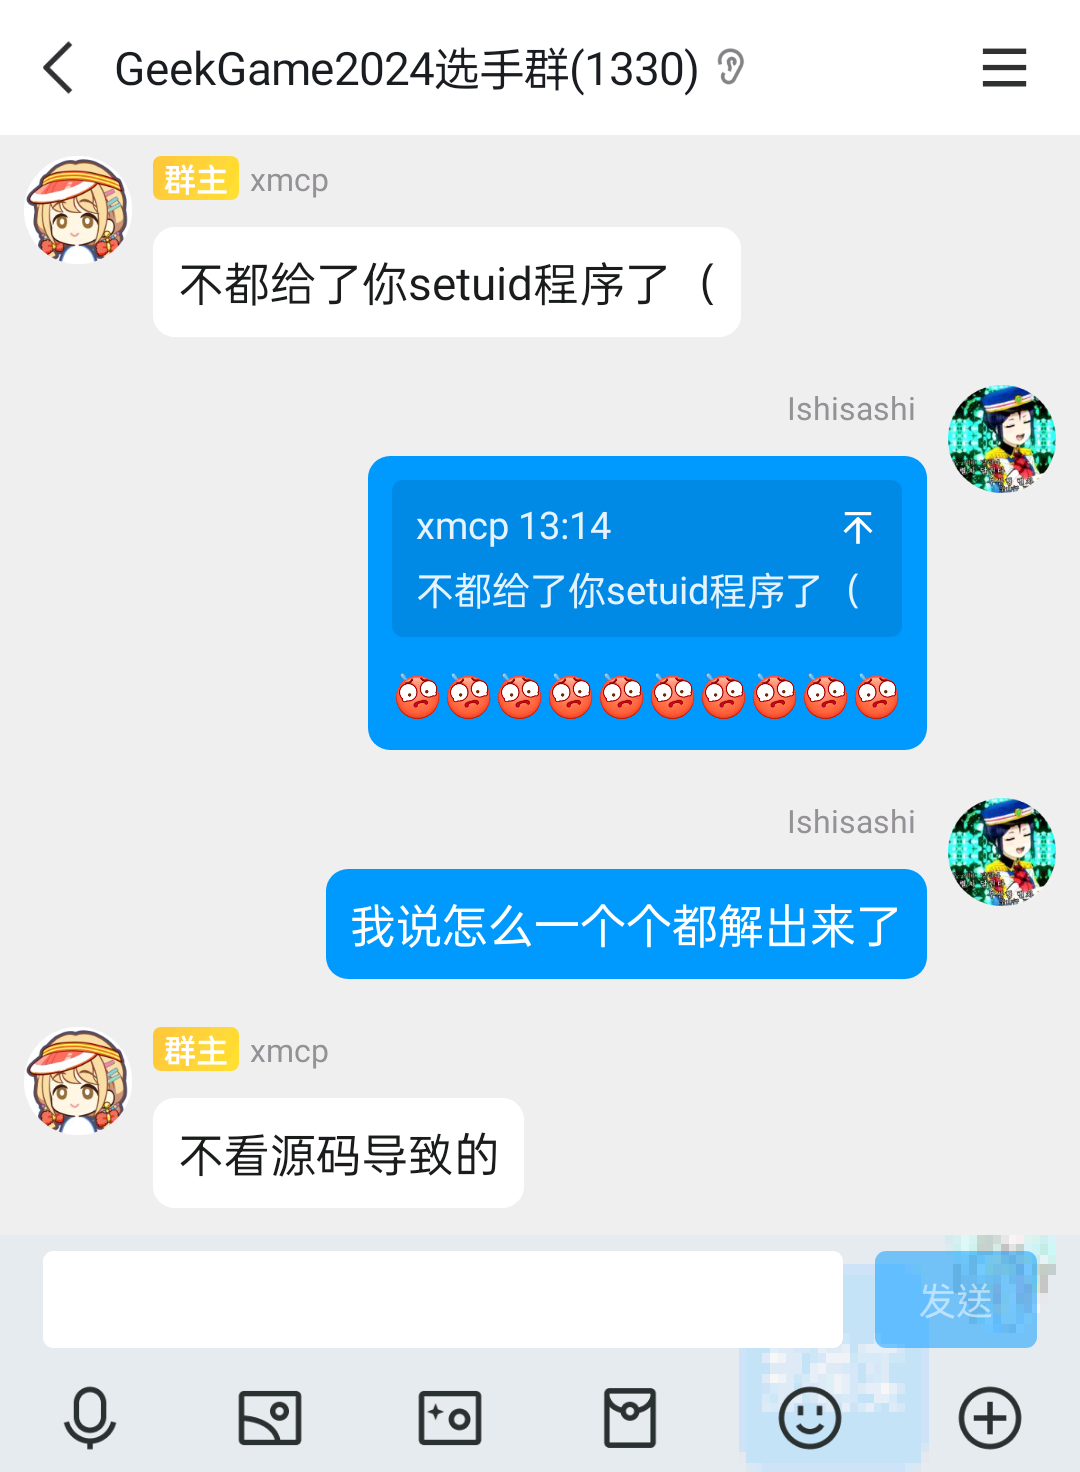 GeekGame2024选手群(1330)
群主 xmcp
不都给了你setuid程序了（
Ishisashi
xmcp 13:14
不都给了你setuid程序了（
Ishisashi
我说怎么一个个都解出来了
群主 xmcp
不看源码导致的
发送